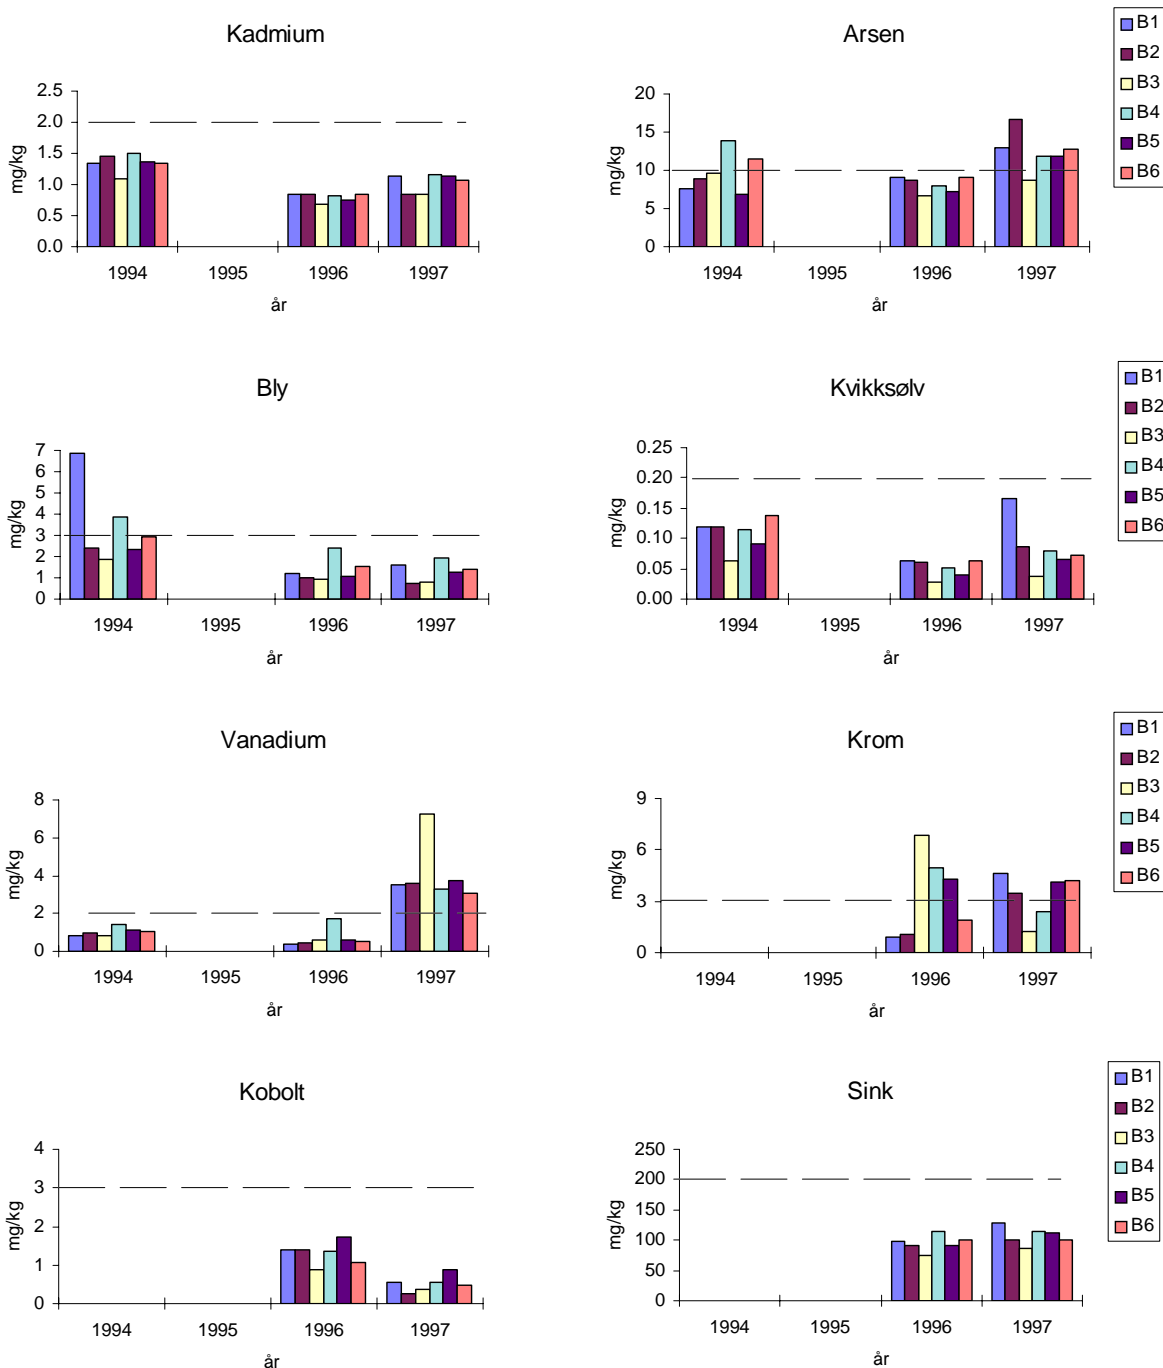 Kadmium
mg/kg
2.5
2.0
1.5
1.0
0.5
0.0
1994 1995 1996 1997
år
Arsen
mg/kg
20
15
10
5
0
1994 1995 1996 1997
år
B1
B2
B3
B4
B5
B6
Bly
mg/kg
7
6
5
4
3
2
1
0
1994 1995 1996 1997
år
Kvikksølv
mg/kg
0.25
0.20
0.15
0.10
0.05
0.00
1994 1995 1996 1997
år
B1
B2
B3
B4
B5
B6
Vanadium
mg/kg
8
6
4
2
0
1994 1995 1996 1997
år
Krom
mg/kg
9
6
3
0
1994 1995 1996 1997
år
B1
B2
B3
B4
B5
B6
Kobolt
mg/kg
4
3
2
1
0
1994 1995 1996 1997
år
Sink
mg/kg
250
200
150
100
50
0
1994 1995 1996 1997
år
B1
B2
B3
B4
B5
B6